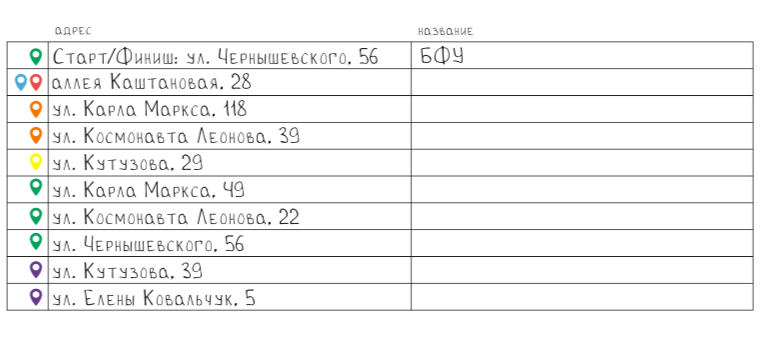 адрес название
Старт/Финиш: ул. Чернышевского, 56 БФУ
аллея Каштановая, 28
ул. Карла Маркса, 118
ул. Космонавта Леонова, 39
ул. Кутузова, 29
ул. Карла Маркса, 49
ул. Космонавта Леонова, 22
ул. Чернышевского, 56
ул. Кутузова, 39
ул. Елены Ковальчук, 5